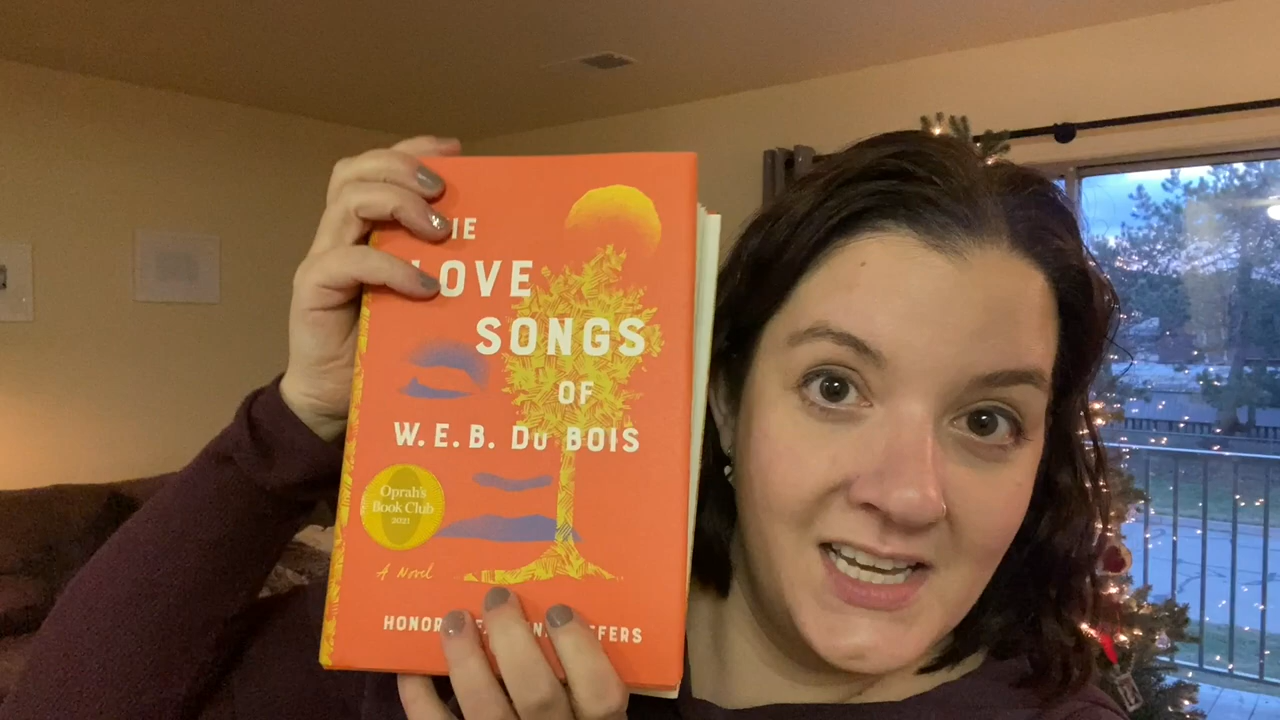 LOVE
SONGS
OF
W.E.B. Du BOIS
Oprah's
Book Club
2021
A Novel